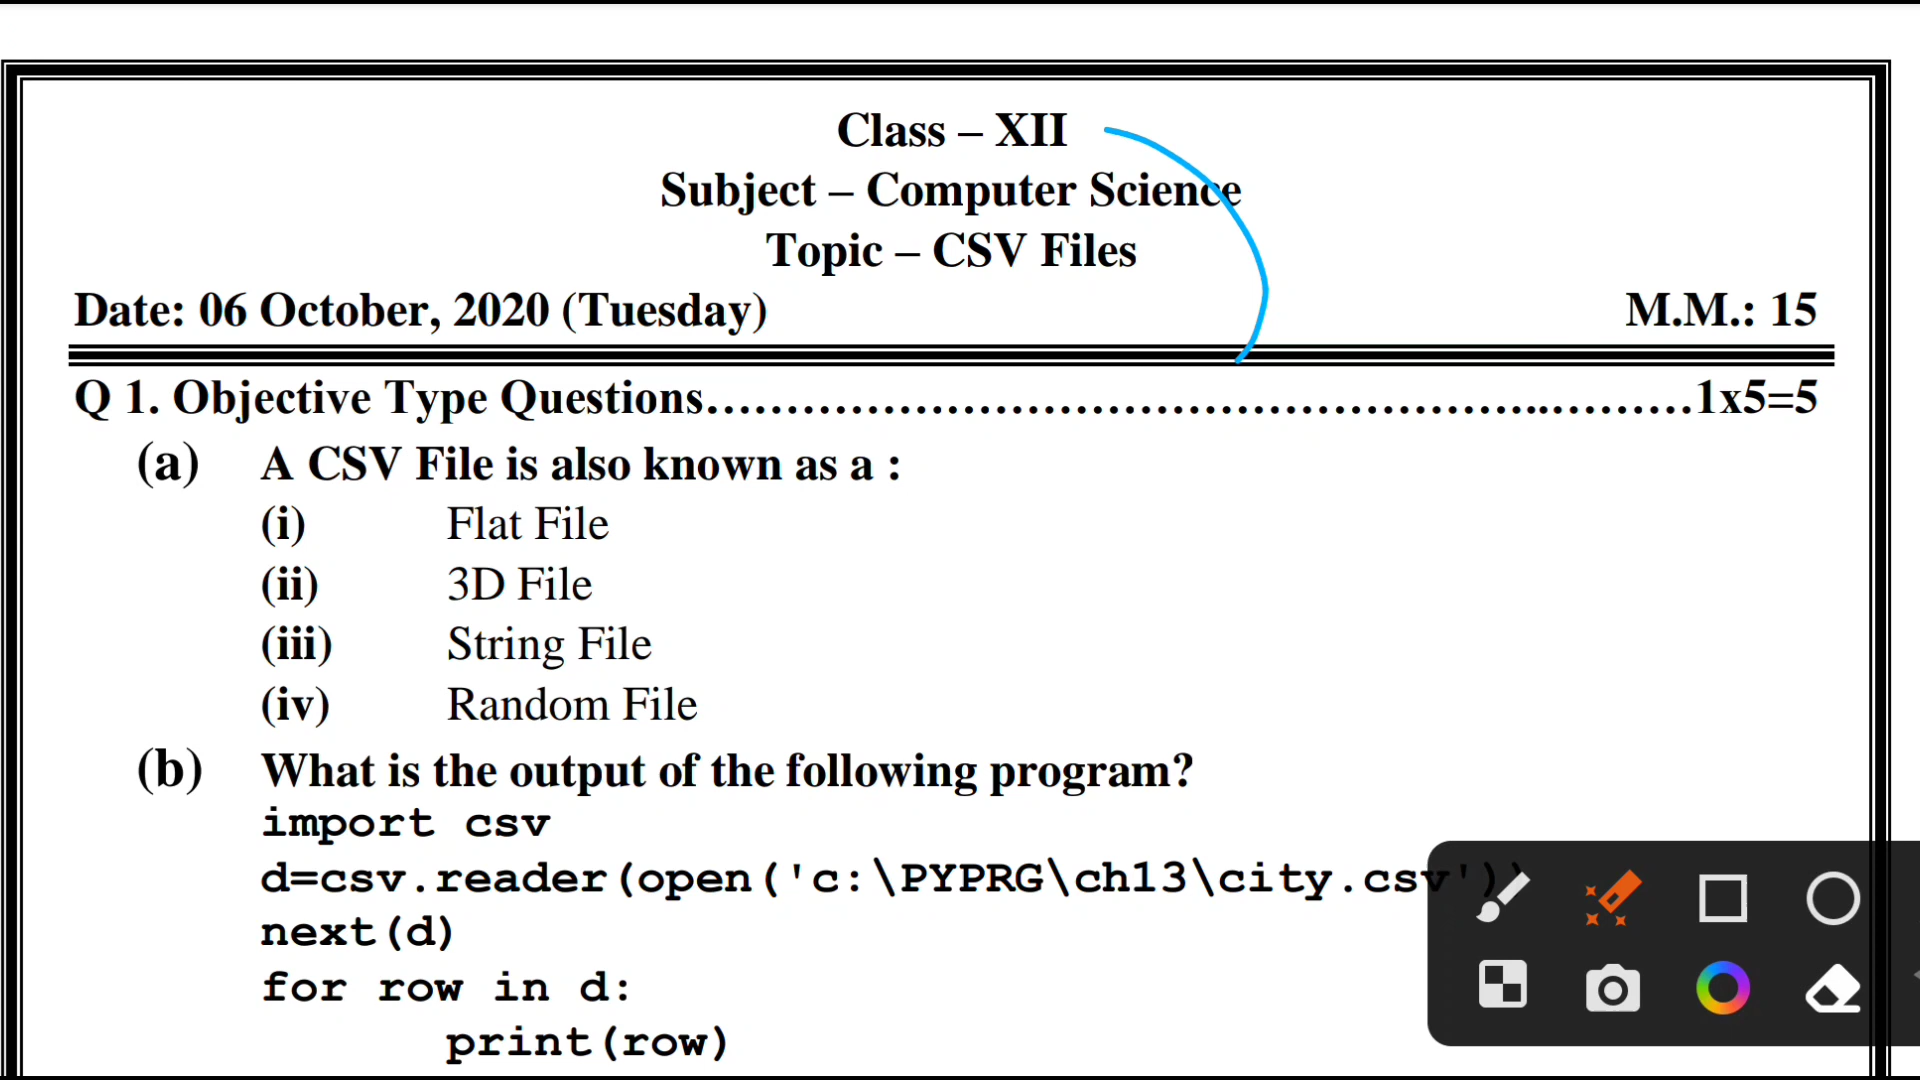 Class – XII
Subject – Computer Science
Topic – CSV Files
Date: 06 October, 2020 (Tuesday) M.M.: 15
Q 1. Objective Type Questions……………………………………………...………1x5=5
(a) A CSV File is also known as a :
(i) Flat File
(ii) 3D File
(iii) String File
(iv) Random File
(b) What is the output of the following program?
import csv
d=csv.reader(open('c:\PYPRG\ch13\city.csv'))
next(d)
for row in d:
print(row)